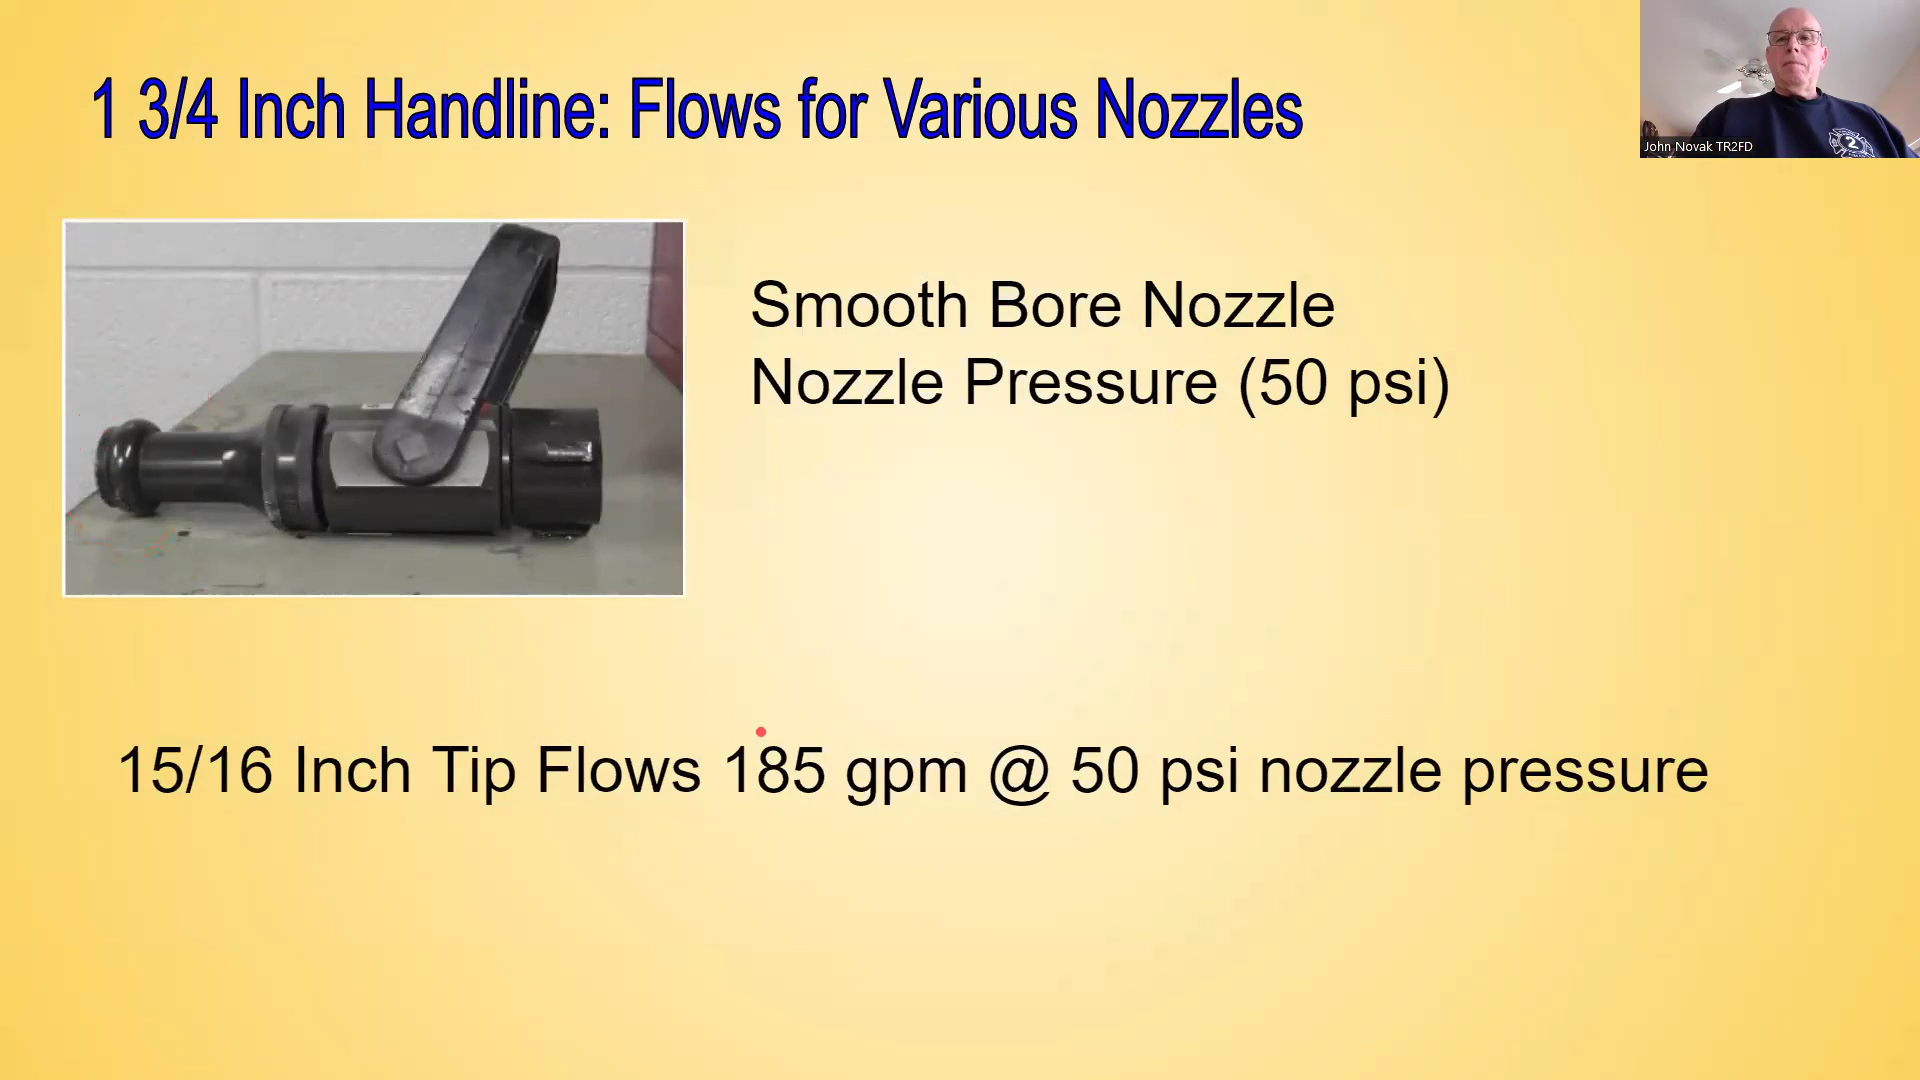 1 3/4 Inch Handline: Flows for Various Nozzles
John Novak TR2FD
2
Smooth Bore Nozzle
Nozzle Pressure (50 psi)
15/16 Inch Tip Flows 185 gpm @ 50 psi nozzle pressure